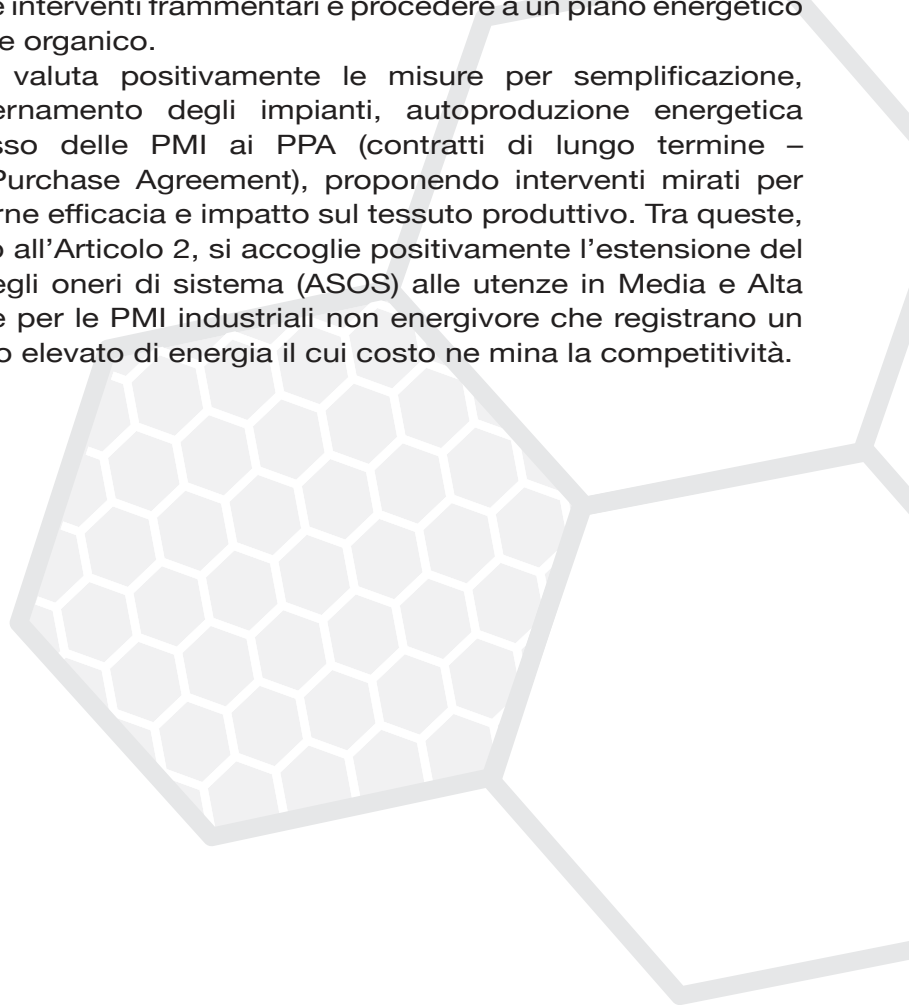 e interventi frammentari e procedere a un piano energetico
e organico.
valuta positivamente le misure per semplificazione,
ernamento degli impianti, autoproduzione energetica
sso delle PMI ai PPA (contratti di lungo termine –
Purchase Agreement), proponendo interventi mirati per
rne efficacia e impatto sul tessuto produttivo. Tra queste,
o all’Articolo 2, si accoglie positivamente l’estensione del
egli oneri di sistema (ASOS) alle utenze in Media e Alta
e per le PMI industriali non energivore che registrano un
o elevato di energia il cui costo ne mina la competitività.